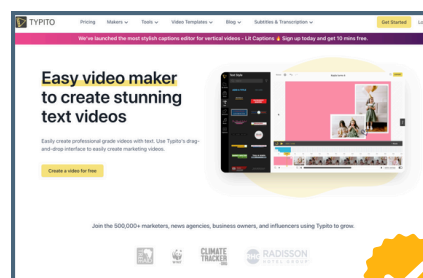 TYPITO
Pricing Makers Tools Video Templates Blog Subtitles & Transcription Get Started
We've launched the most stylish captions editor for vertical videos - Lit Captions 🔥 Sign up today and get 10 mins free.
Easy video maker
to create stunning
text videos
Easily create professional grade videos with text. Use Typito's drag-
and-drop interface to easily create marketing videos.
Create a video for free
Join the 500,000+ marketers, news agencies, business owners, and influencers using Typito to grow.
WWF
CLIMATE
TRACKER
RADISSON
HOTEL GROUP